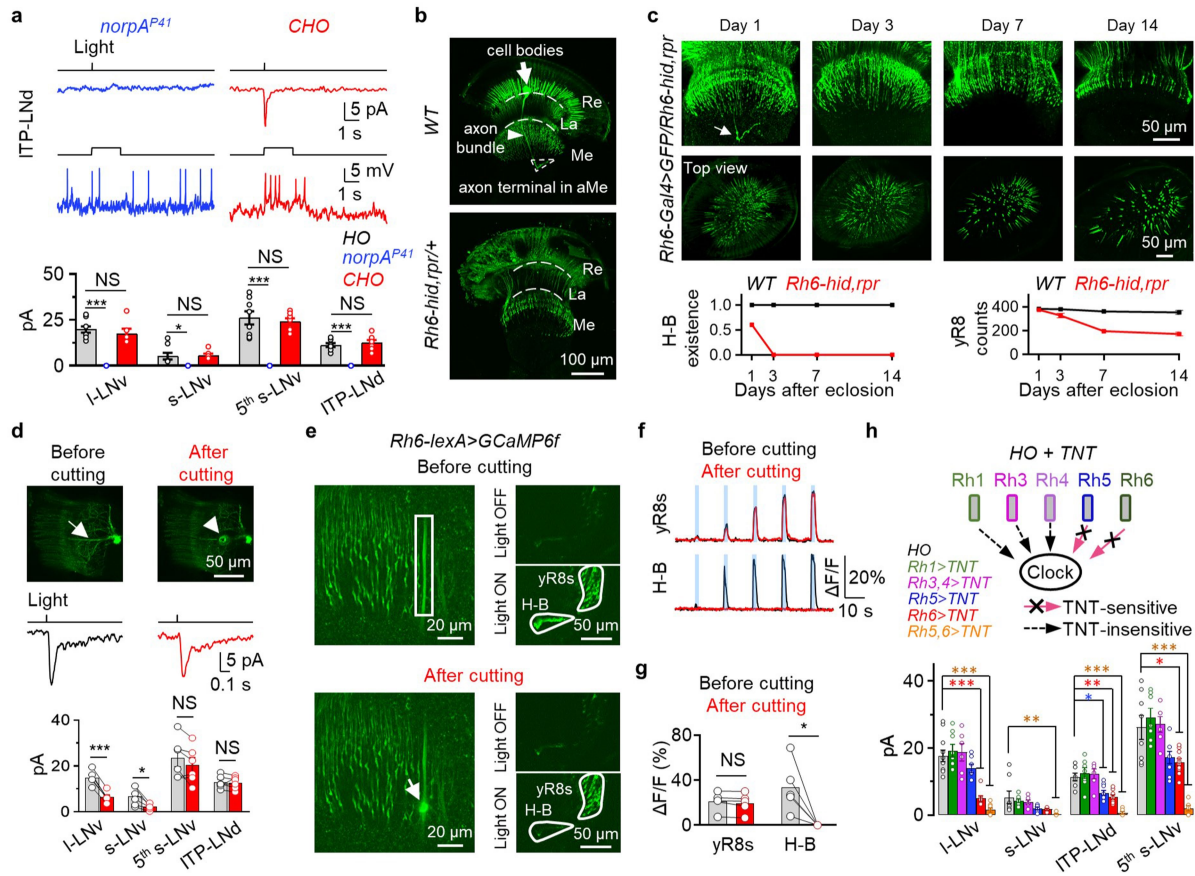 a
norpA^P41
CHO
Light
ITP-LNd
5 pA
1 s
5 mV
1 s
HO
norpA^P41
CHO
NS
NS
NS
NS
***
*
***
***
pA
50
25
0
l-LNv
s-LNv
5th s-LNv
ITP-LNd
b
WT
cell bodies
Re
La
axon
bundle
Me
axon terminal in aMe
Rh6-hid,rpr/+
Re
La
Me
100 µm
c
Day 1
Day 3
Day 7
Day 14
Rh6-Gal4>GFP/Rh6-hid,rpr
50 µm
Top view
50 µm
WT Rh6-hid,rpr
H-B
existence
1.0
0.5
0.0
1 3 7 14
Days after eclosion
WT Rh6-hid,rpr
yR8
counts
400
200
0
1 3 7 14
Days after eclosion
d
Before
cutting
After
cutting
50 µm
Light
5 pA
0.1 s
pA
40
20
0
***
*
NS
NS
l-LNv
s-LNv
5th s-LNv
ITP-LNd
e
Rh6-lexA>GCaMP6f
Before cutting
Light OFF
Light ON
yR8s
H-B
20 µm
50 µm
After cutting
Light OFF
Light ON
yR8s
H-B
20 µm
50 µm
f
Before cutting
After cutting
yR8s
H-B
ΔF/F
20%
10 s
g
Before cutting
After cutting
ΔF/F (%)
80
40
0
NS
*
yR8s
H-B
h
HO + TNT
Rh1 Rh3 Rh4 Rh5 Rh6
Clock
HO
Rh1>TNT
Rh3,4>TNT
Rh5>TNT
Rh6>TNT
Rh5,6>TNT
TNT-sensitive
TNT-insensitive
pA
40
20
0
***
***
**
***
**
*
***
*
l-LNv
s-LNv
ITP-LNd
5th s-LNv